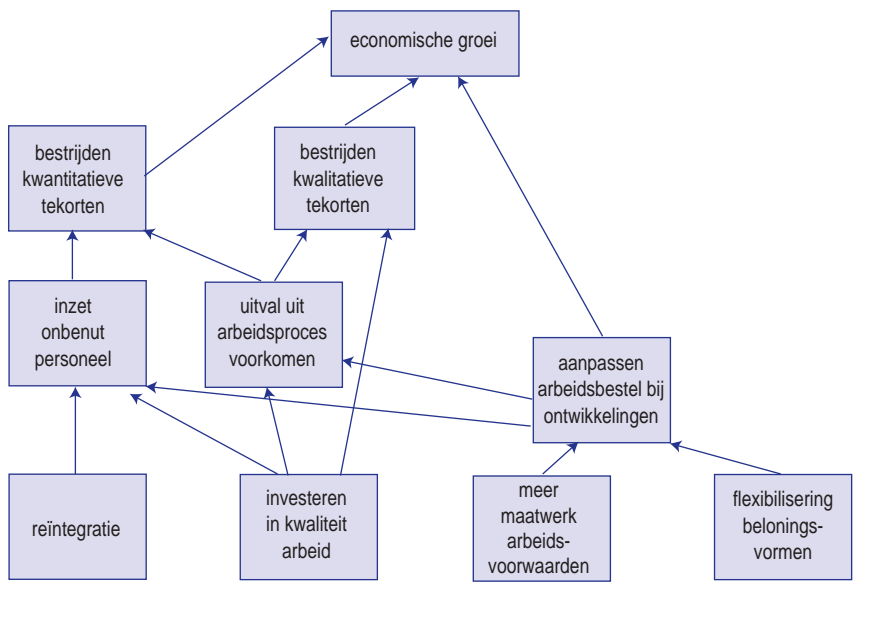 economische groei
bestrijden
kwantitatieve
tekorten
bestrijden
kwalitatieve
tekorten
inzet
onbenut
personeel
uitval uit
arbeidsproces
voorkomen
aanpassen
arbeidsbestel bij
ontwikkelingen
reïntegratie
investeren
in kwaliteit
arbeid
meer
maatwerk
arbeids-
voorwaarden
flexibilisering
belonings-
vormen